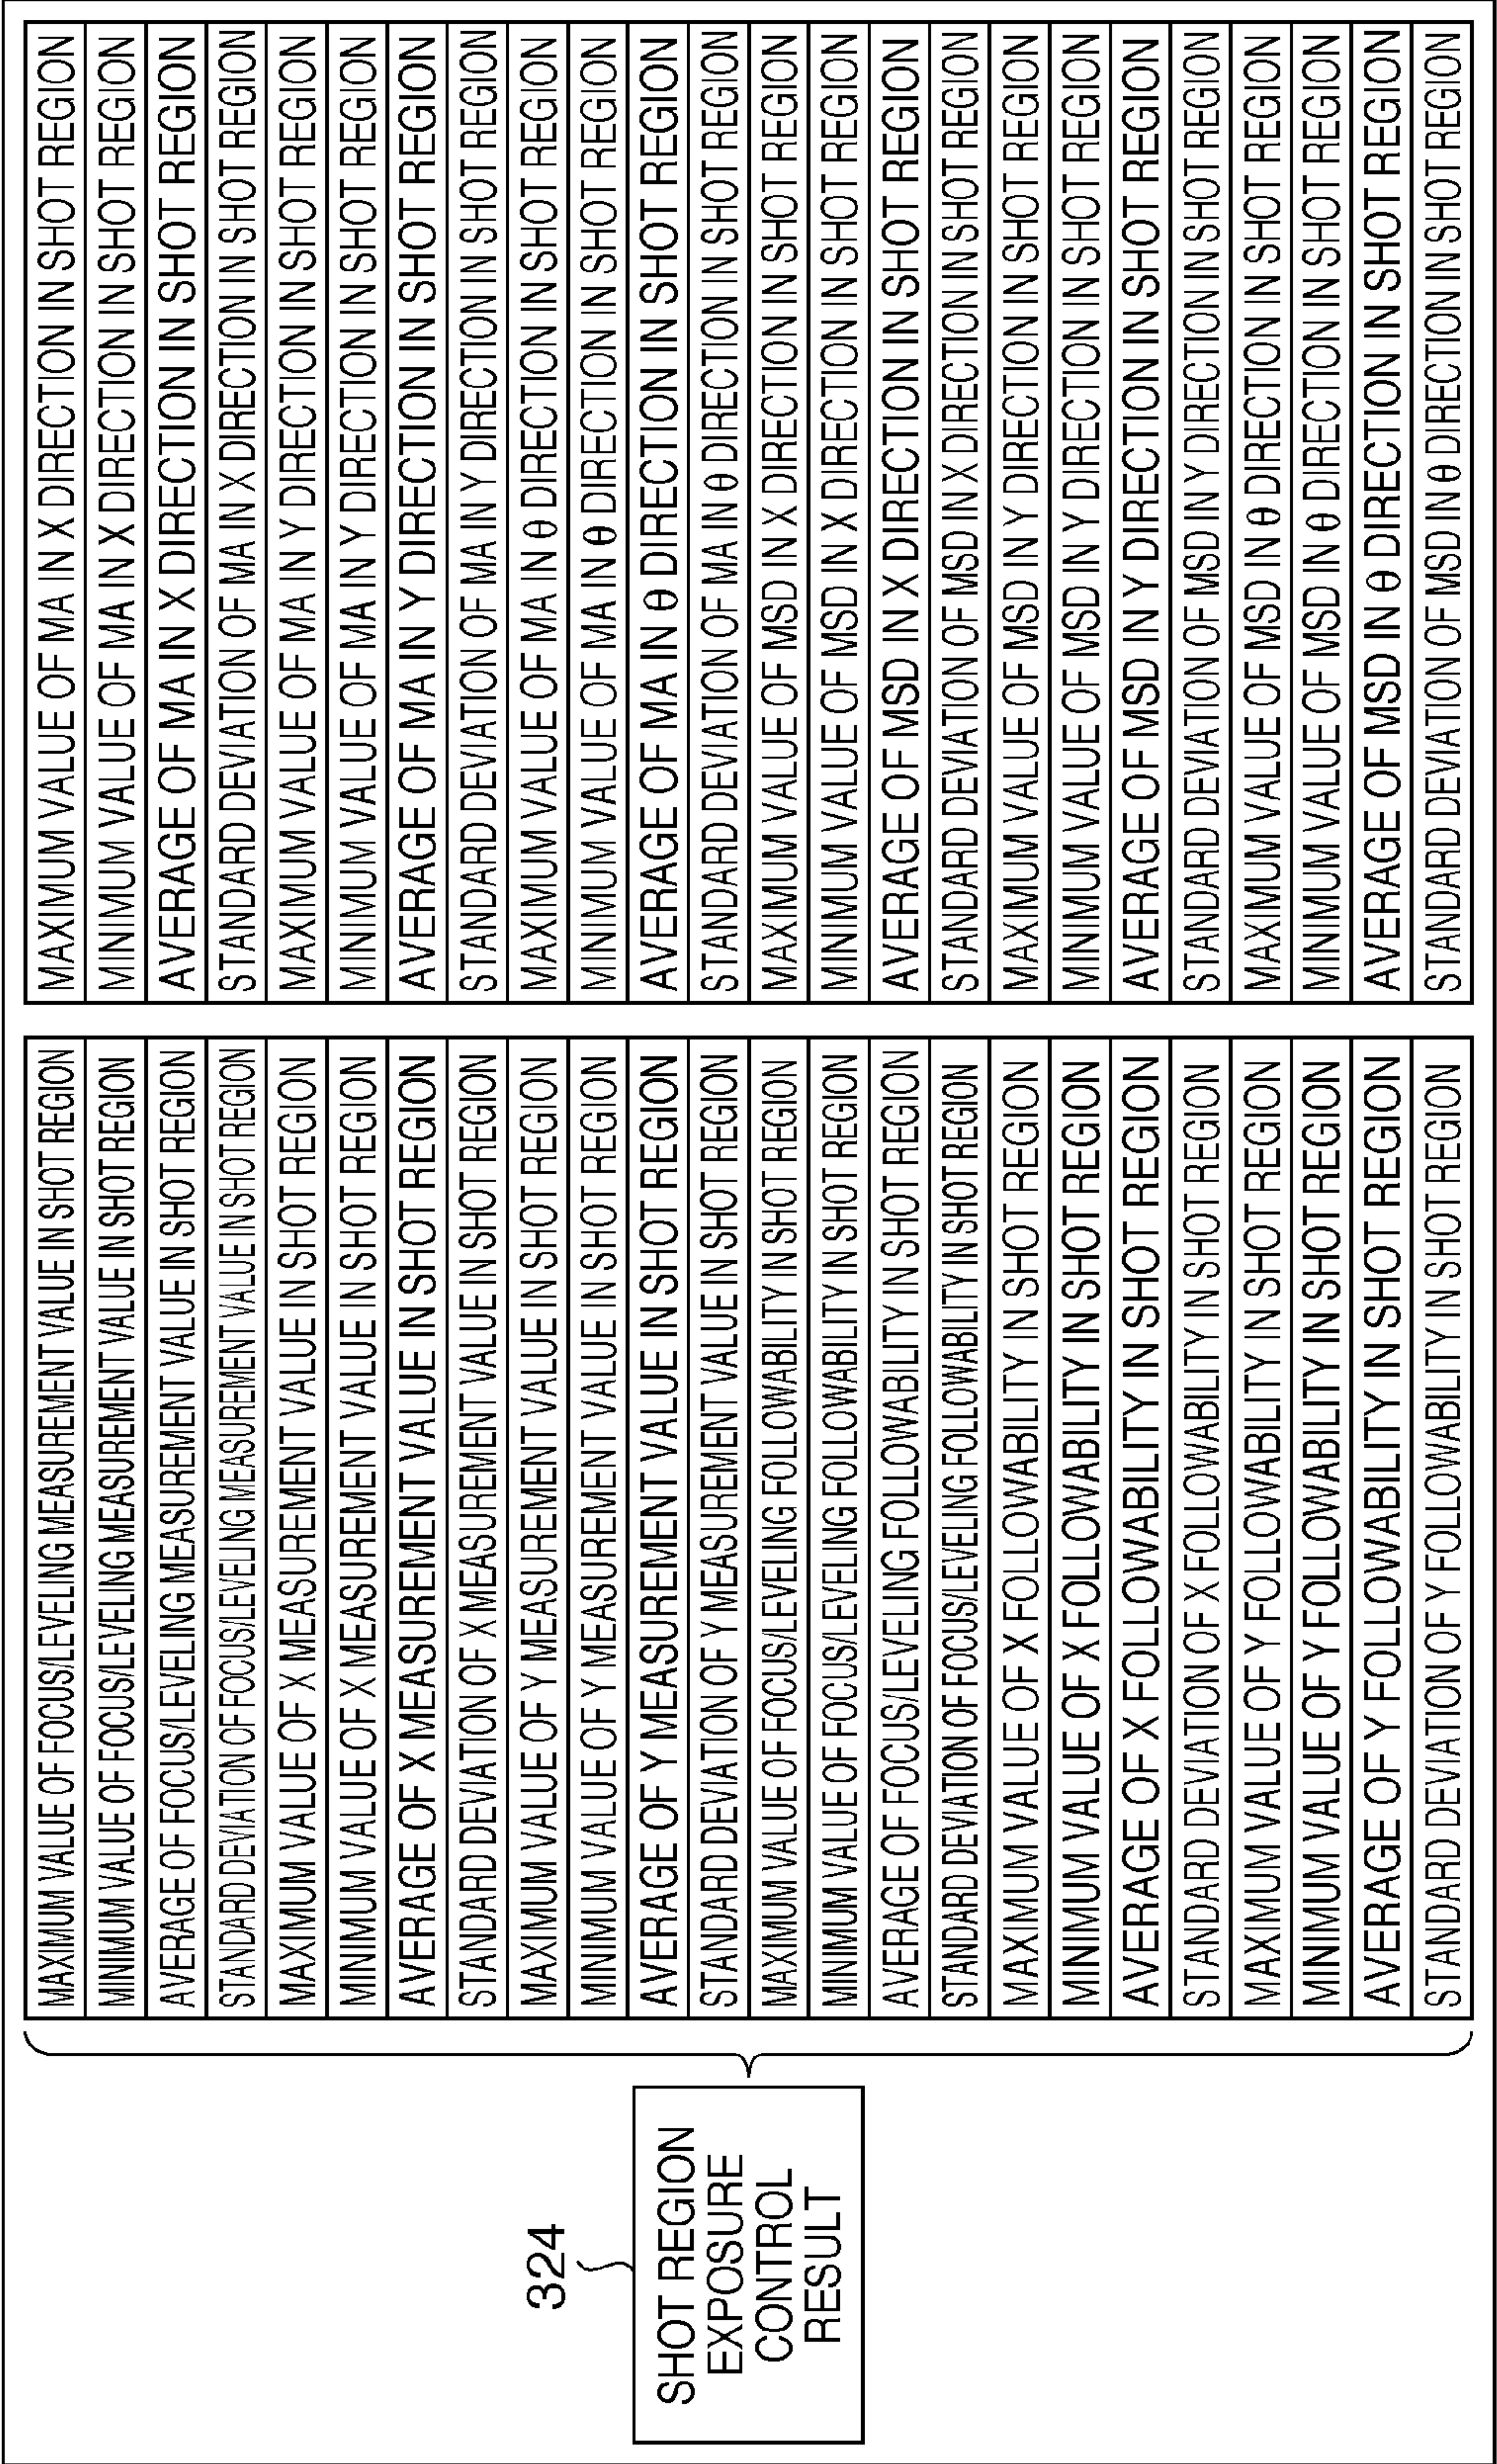 324
SHOT REGION
EXPOSURE
CONTROL
RESULT
MAXIMUM VALUE OF FOCUS/LEVELING MEASUREMENT VALUE IN SHOT REGION
MINIMUM VALUE OF FOCUS/LEVELING MEASUREMENT VALUE IN SHOT REGION
AVERAGE OF FOCUS/LEVELING MEASUREMENT VALUE IN SHOT REGION
STANDARD DEVIATION OF FOCUS/LEVELING MEASUREMENT VALUE IN SHOT REGION
MAXIMUM VALUE OF X MEASUREMENT VALUE IN SHOT REGION
MINIMUM VALUE OF X MEASUREMENT VALUE IN SHOT REGION
AVERAGE OF X MEASUREMENT VALUE IN SHOT REGION
STANDARD DEVIATION OF X MEASUREMENT VALUE IN SHOT REGION
MAXIMUM VALUE OF Y MEASUREMENT VALUE IN SHOT REGION
MINIMUM VALUE OF Y MEASUREMENT VALUE IN SHOT REGION
AVERAGE OF Y MEASUREMENT VALUE IN SHOT REGION
STANDARD DEVIATION OF Y MEASUREMENT VALUE IN SHOT REGION
MAXIMUM VALUE OF FOCUS/LEVELING FOLLOWABILITY IN SHOT REGION
MINIMUM VALUE OF FOCUS/LEVELING FOLLOWABILITY IN SHOT REGION
AVERAGE OF FOCUS/LEVELING FOLLOWABILITY IN SHOT REGION
STANDARD DEVIATION OF FOCUS/LEVELING FOLLOWABILITY IN SHOT REGION
MAXIMUM VALUE OF X FOLLOWABILITY IN SHOT REGION
MINIMUM VALUE OF X FOLLOWABILITY IN SHOT REGION
AVERAGE OF X FOLLOWABILITY IN SHOT REGION
STANDARD DEVIATION OF X FOLLOWABILITY IN SHOT REGION
MAXIMUM VALUE OF Y FOLLOWABILITY IN SHOT REGION
MINIMUM VALUE OF Y FOLLOWABILITY IN SHOT REGION
AVERAGE OF Y FOLLOWABILITY IN SHOT REGION
STANDARD DEVIATION OF Y FOLLOWABILITY IN SHOT REGION
MAXIMUM VALUE OF MA IN X DIRECTION IN SHOT REGION
MINIMUM VALUE OF MA IN X DIRECTION IN SHOT REGION
AVERAGE OF MA IN X DIRECTION IN SHOT REGION
STANDARD DEVIATION OF MA IN X DIRECTION IN SHOT REGION
MAXIMUM VALUE OF MA IN Y DIRECTION IN SHOT REGION
MINIMUM VALUE OF MA IN Y DIRECTION IN SHOT REGION
AVERAGE OF MA IN Y DIRECTION IN SHOT REGION
STANDARD DEVIATION OF MA IN Y DIRECTION IN SHOT REGION
MAXIMUM VALUE OF MA IN θ DIRECTION IN SHOT REGION
MINIMUM VALUE OF MA IN θ DIRECTION IN SHOT REGION
AVERAGE OF MA IN θ DIRECTION IN SHOT REGION
STANDARD DEVIATION OF MA IN θ DIRECTION IN SHOT REGION
MAXIMUM VALUE OF MSD IN X DIRECTION IN SHOT REGION
MINIMUM VALUE OF MSD IN X DIRECTION IN SHOT REGION
AVERAGE OF MSD IN X DIRECTION IN SHOT REGION
STANDARD DEVIATION OF MSD IN X DIRECTION IN SHOT REGION
MAXIMUM VALUE OF MSD IN Y DIRECTION IN SHOT REGION
MINIMUM VALUE OF MSD IN Y DIRECTION IN SHOT REGION
AVERAGE OF MSD IN Y DIRECTION IN SHOT REGION
STANDARD DEVIATION OF MSD IN Y DIRECTION IN SHOT REGION
MAXIMUM VALUE OF MSD IN θ DIRECTION IN SHOT REGION
MINIMUM VALUE OF MSD IN θ DIRECTION IN SHOT REGION
AVERAGE OF MSD IN θ DIRECTION IN SHOT REGION
STANDARD DEVIATION OF MSD IN θ DIRECTION IN SHOT REGION